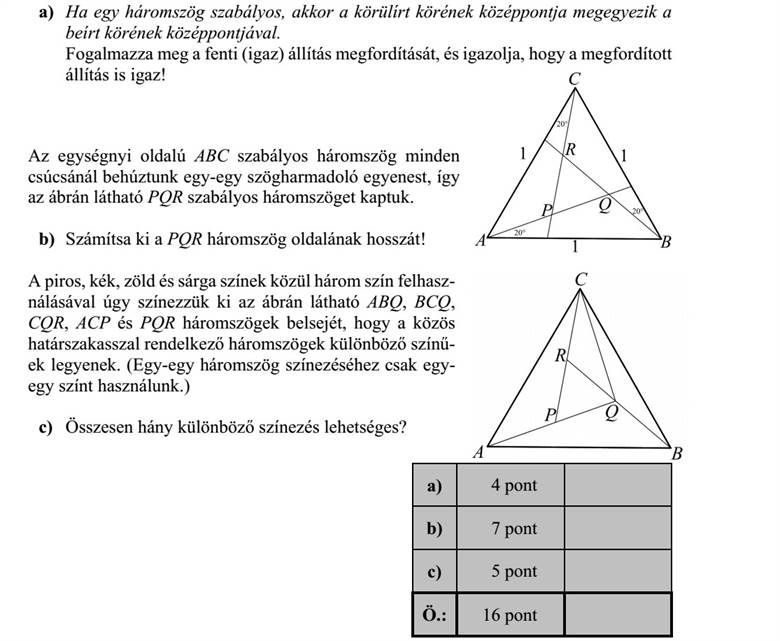 a) Ha egy háromszög szabályos, akkor a körülírt körének középpontja megegyezik a
beírt körének középpontjával.
Fogalmazza meg a fenti (igaz) állítás megfordítását, és igazolja, hogy a megfordított
állítás is igaz!
C
20°
1
R
1
P
Q
20°
A
20°
1
B
Az egységnyi oldalú ABC szabályos háromszög minden
csúcsánál behúztunk egy-egy szögharmadoló egyenest, így
az ábrán látható PQR szabályos háromszöget kaptuk.
b) Számítsa ki a PQR háromszög oldalának hosszát!
A piros, kék, zöld és sárga színek közül három szín felhasz-
nálásával úgy színezzük ki az ábrán látható ABQ, BCQ,
CQR, ACP és PQR háromszögek belsejét, hogy a közös
határszakasszal rendelkező háromszögek különböző színű-
ek legyenek. (Egy-egy háromszög színezéséhez csak egy-
egy színt használunk.)
c) Összesen hány különböző színezés lehetséges?
C
R
P
Q
A
B
a) 4 pont
b) 7 pont
c) 5 pont
Ö.: 16 pont